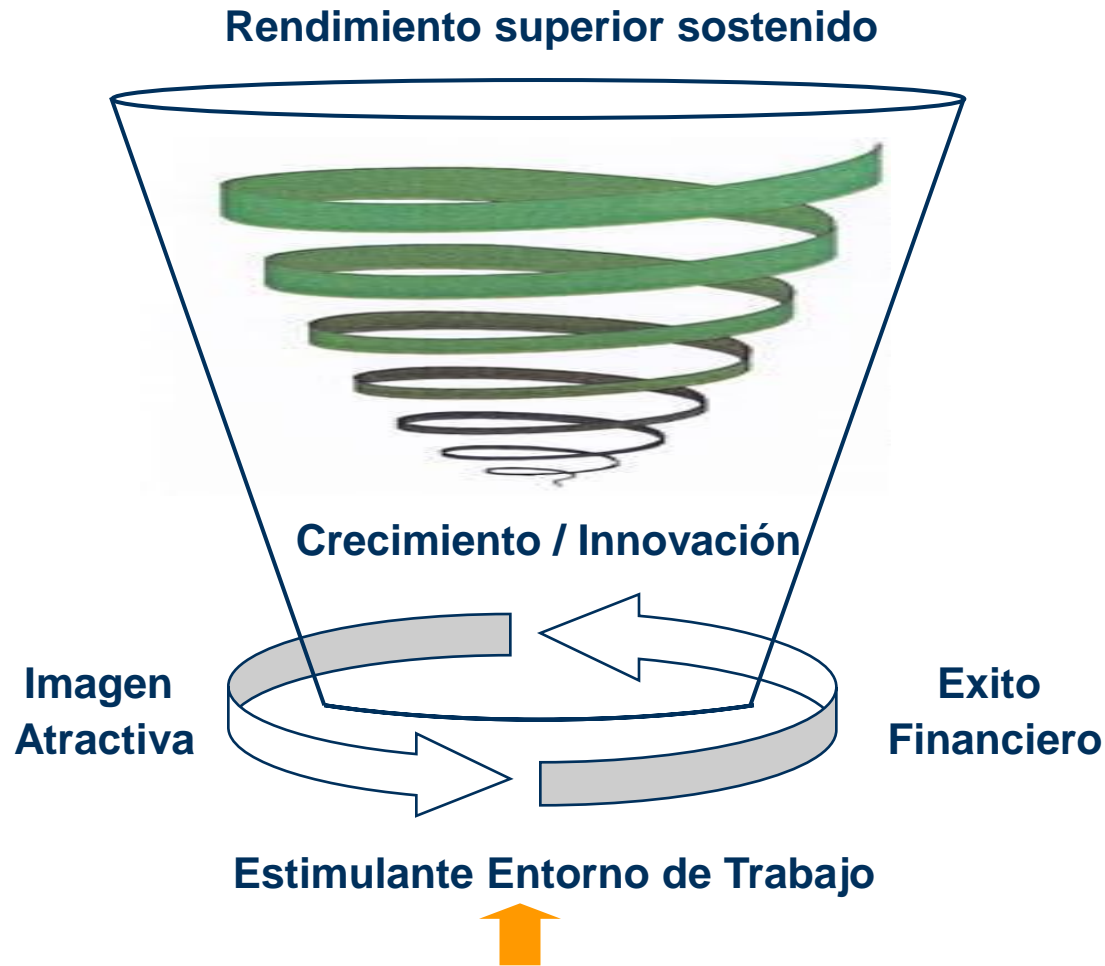 Rendimiento superior sostenido
Crecimiento / Innovación
Imagen
Atractiva
Exito
Financiero
Estimulante Entorno de Trabajo